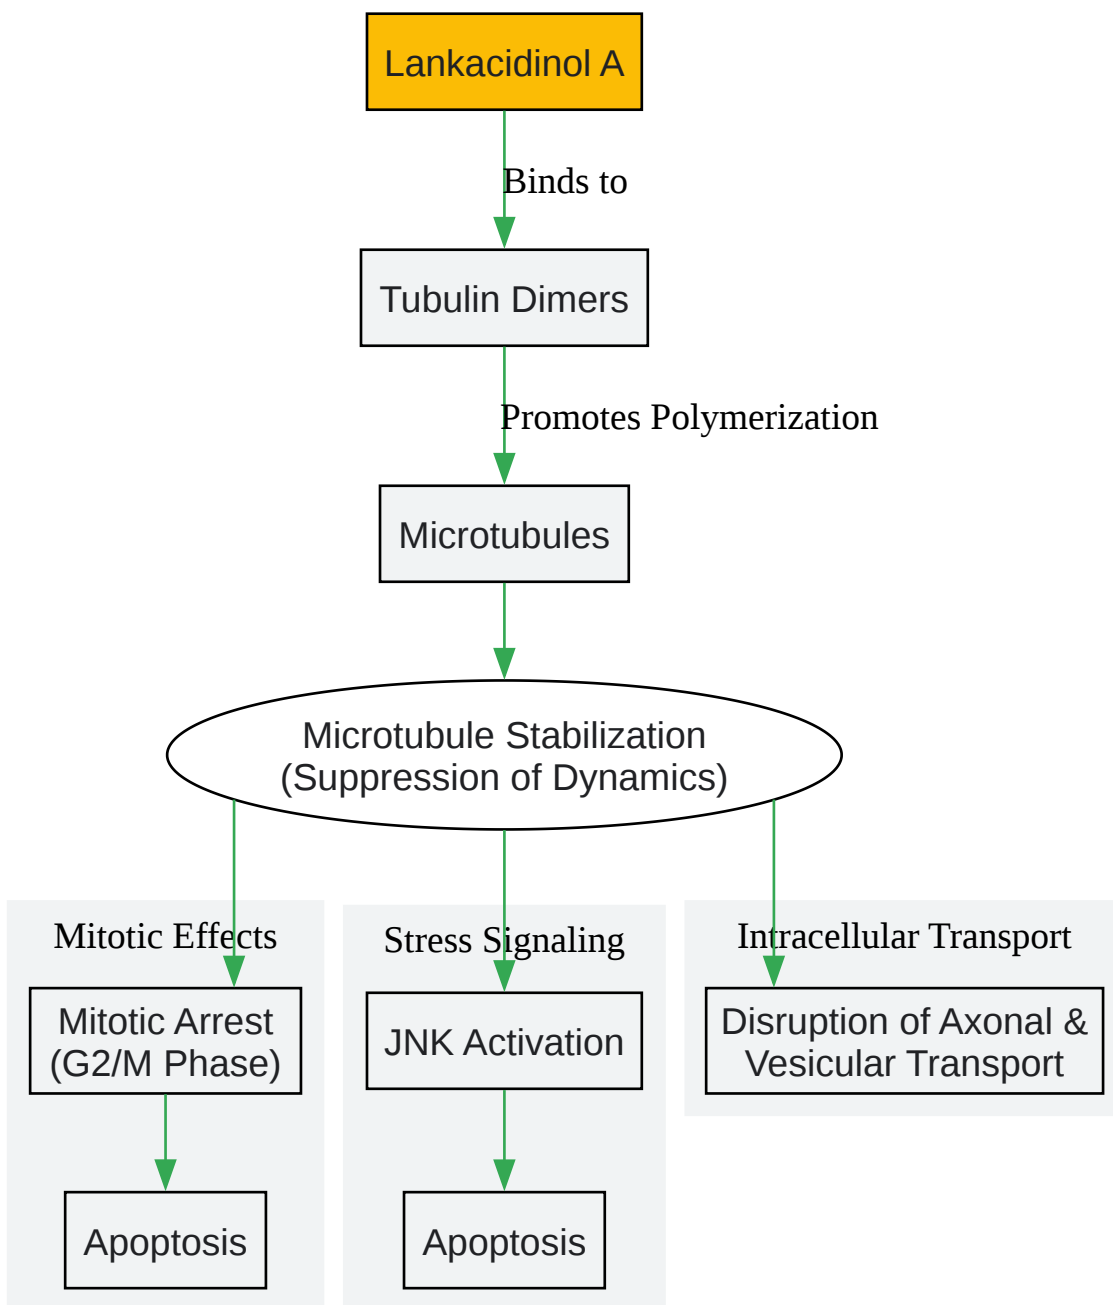 Lankacidinol A
Binds to
Tubulin Dimers
Promotes Polymerization
Microtubules
Microtubule Stabilization
(Suppression of Dynamics)
Mitotic Effects
Mitotic Arrest
(G2/M Phase)
Apoptosis
Stress Signaling
JNK Activation
Apoptosis
Intracellular Transport
Disruption of Axonal &
Vesicular Transport